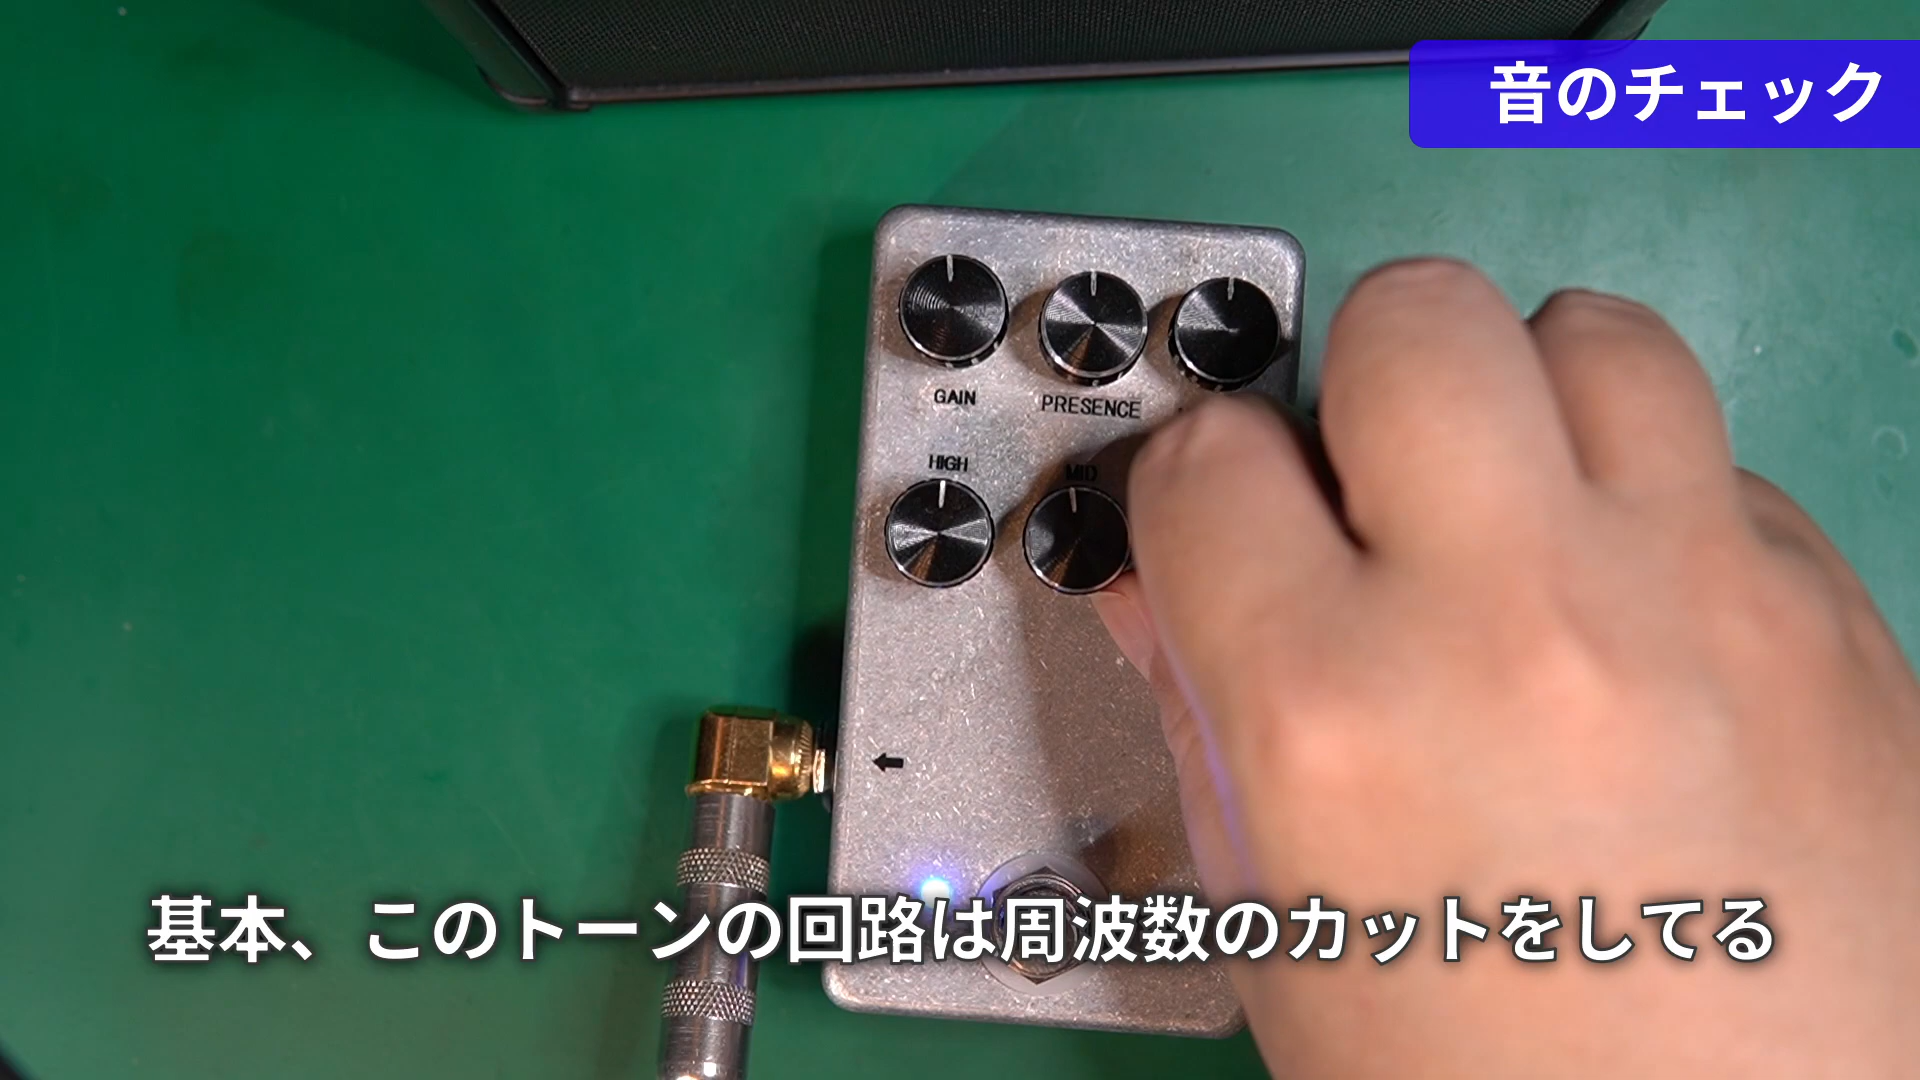 音のチェック
GAIN
PRESENCE
HIGH
MID
基本、このトーンの回路は周波数のカットをしてる